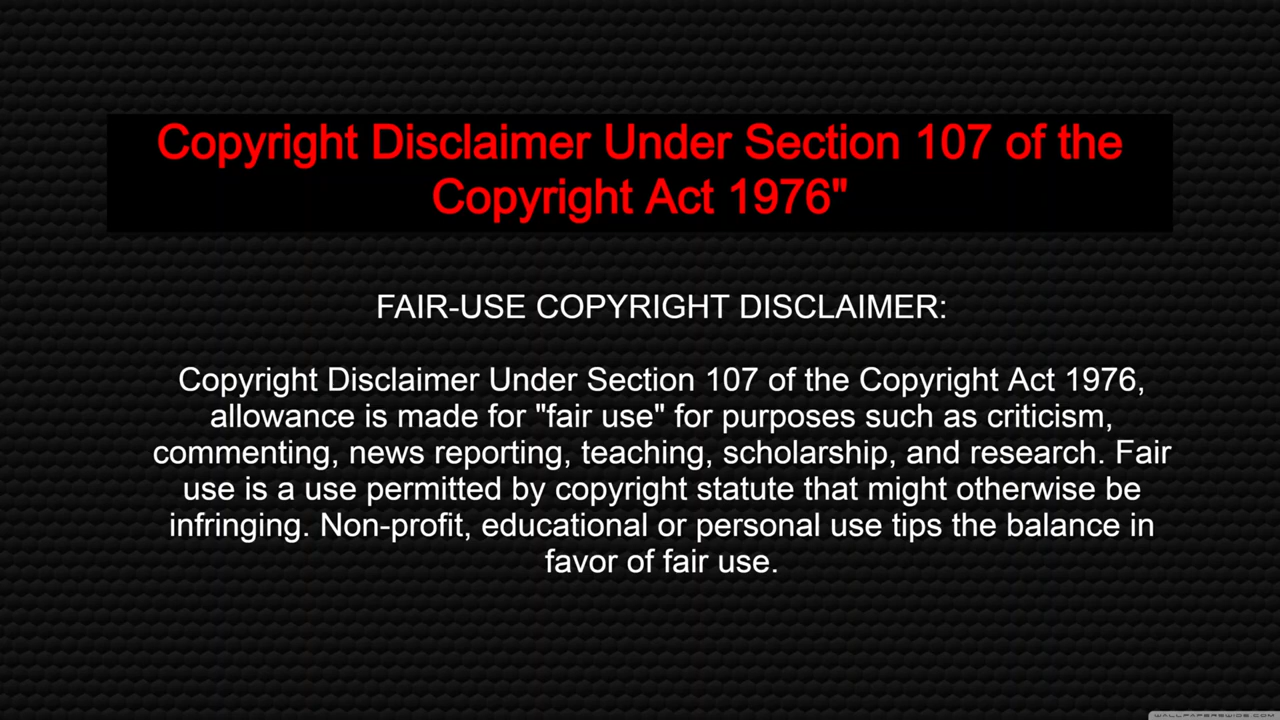 Copyright Disclaimer Under Section 107 of the
Copyright Act 1976"
FAIR-USE COPYRIGHT DISCLAIMER:
Copyright Disclaimer Under Section 107 of the Copyright Act 1976,
allowance is made for "fair use" for purposes such as criticism,
commenting, news reporting, teaching, scholarship, and research. Fair
use is a use permitted by copyright statute that might otherwise be
infringing. Non-profit, educational or personal use tips the balance in
favor of fair use.
WALLPAPERSWIDE.COM